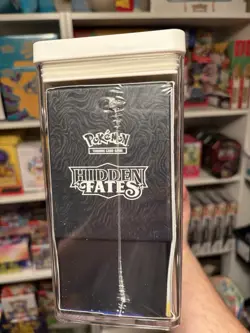 POKÉMON
TRADING CARD GAME
HIDDEN
FATES